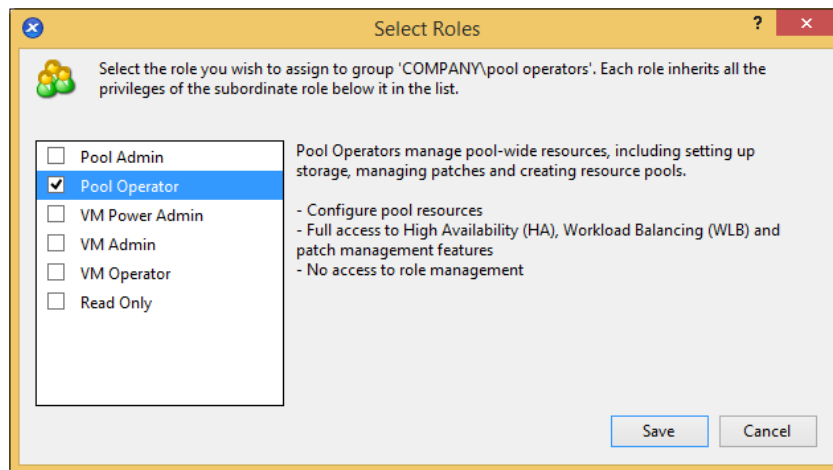 Select Roles
?
Select the role you wish to assign to group 'COMPANY\pool operators'. Each role inherits all the
privileges of the subordinate role below it in the list.
Pool Admin
Pool Operator
VM Power Admin
VM Admin
VM Operator
Read Only
Pool Operators manage pool-wide resources, including setting up
storage, managing patches and creating resource pools.
- Configure pool resources
- Full access to High Availability (HA), Workload Balancing (WLB) and
patch management features
- No access to role management
Save
Cancel